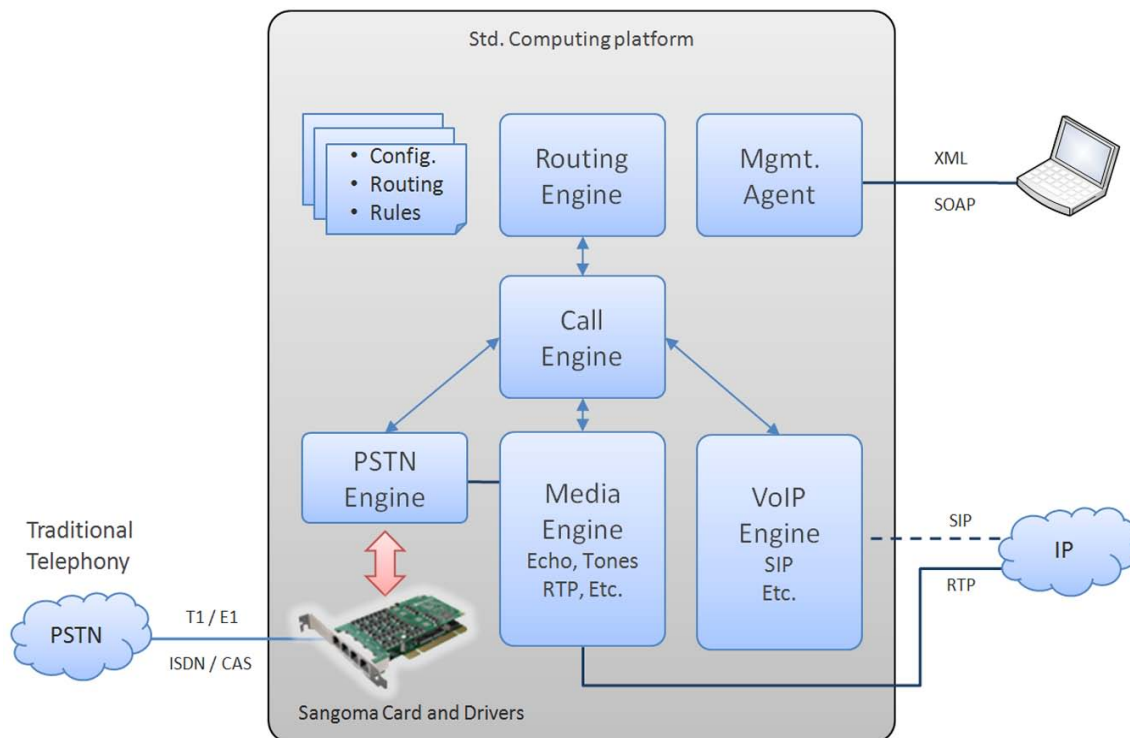 Std. Computing platform
• Config.
• Routing
• Rules
Routing
Engine
Mgmt.
Agent
XML
SOAP
Call
Engine
PSTN
Engine
Media
Engine
Echo, Tones
RTP, Etc.
VoIP
Engine
SIP
Etc.
SIP
IP
RTP
Traditional
Telephony
PSTN
T1 / E1
ISDN / CAS
Sangoma Card and Drivers